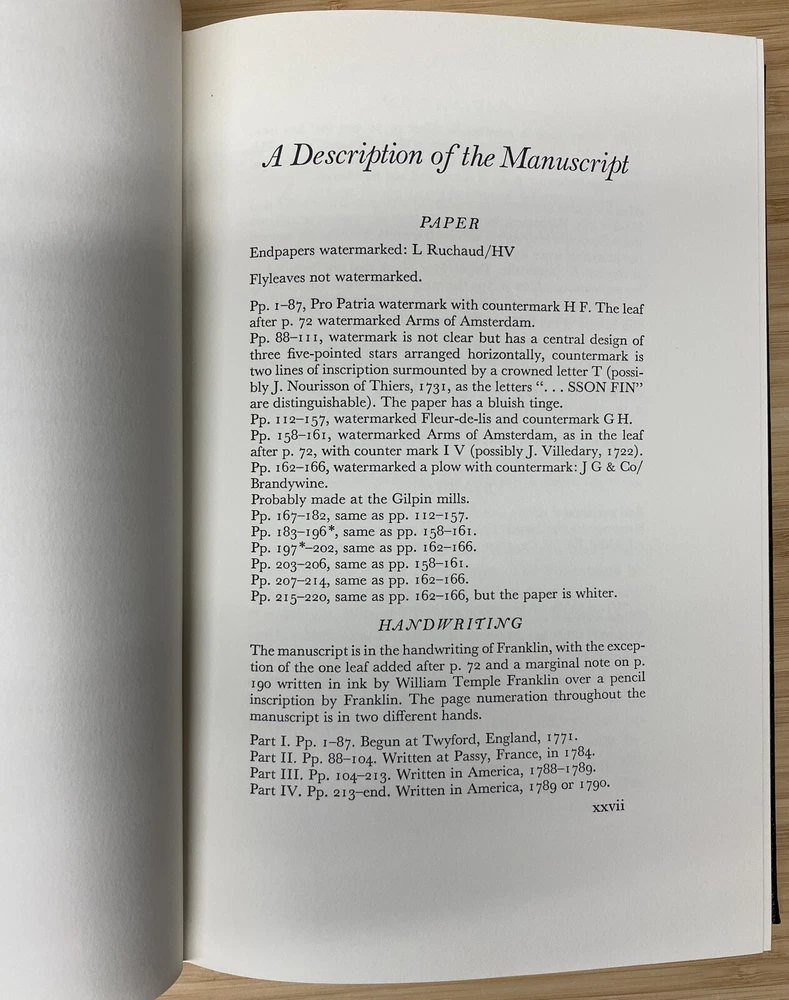 A Description of the Manuscript
PAPER
Endpapers watermarked: L Ruchaud/HV
Flyleaves not watermarked.
Pp. 1–87, Pro Patria watermark with countermark H F. The leaf
after p. 72 watermarked Arms of Amsterdam.
Pp. 88–111, watermark is not clear but has a central design of
three five-pointed stars arranged horizontally, countermark is
two lines of inscription surmounted by a crowned letter T (possi-
bly J. Nourisson of Thiers, 1731, as the letters “. . . SSON FIN”
are distinguishable). The paper has a bluish tinge.
Pp. 112–157, watermarked Fleur-de-lis and countermark G H.
Pp. 158–161, watermarked Arms of Amsterdam, as in the leaf
after p. 72, with counter mark I V (possibly J. Villedary, 1722).
Pp. 162–166, watermarked a plow with countermark: J G & Co/
Brandywine.
Probably made at the Gilpin mills.
Pp. 167–182, same as pp. 112–157.
Pp. 183–196*, same as pp. 158–161.
Pp. 197*–202, same as pp. 162–166.
Pp. 203–206, same as pp. 158–161.
Pp. 207–214, same as pp. 162–166.
Pp. 215–220, same as pp. 162–166, but the paper is whiter.
HANDWRITING
The manuscript is in the handwriting of Franklin, with the excep-
tion of the one leaf added after p. 72 and a marginal note on p.
190 written in ink by William Temple Franklin over a pencil
inscription by Franklin. The page numeration throughout the
manuscript is in two different hands.
Part I. Pp. 1–87. Begun at Twyford, England, 1771.
Part II. Pp. 88–104. Written at Passy, France, in 1784.
Part III. Pp. 104–213. Written in America, 1788–1789.
Part IV. Pp. 213–end. Written in America, 1789 or 1790.
xxvii